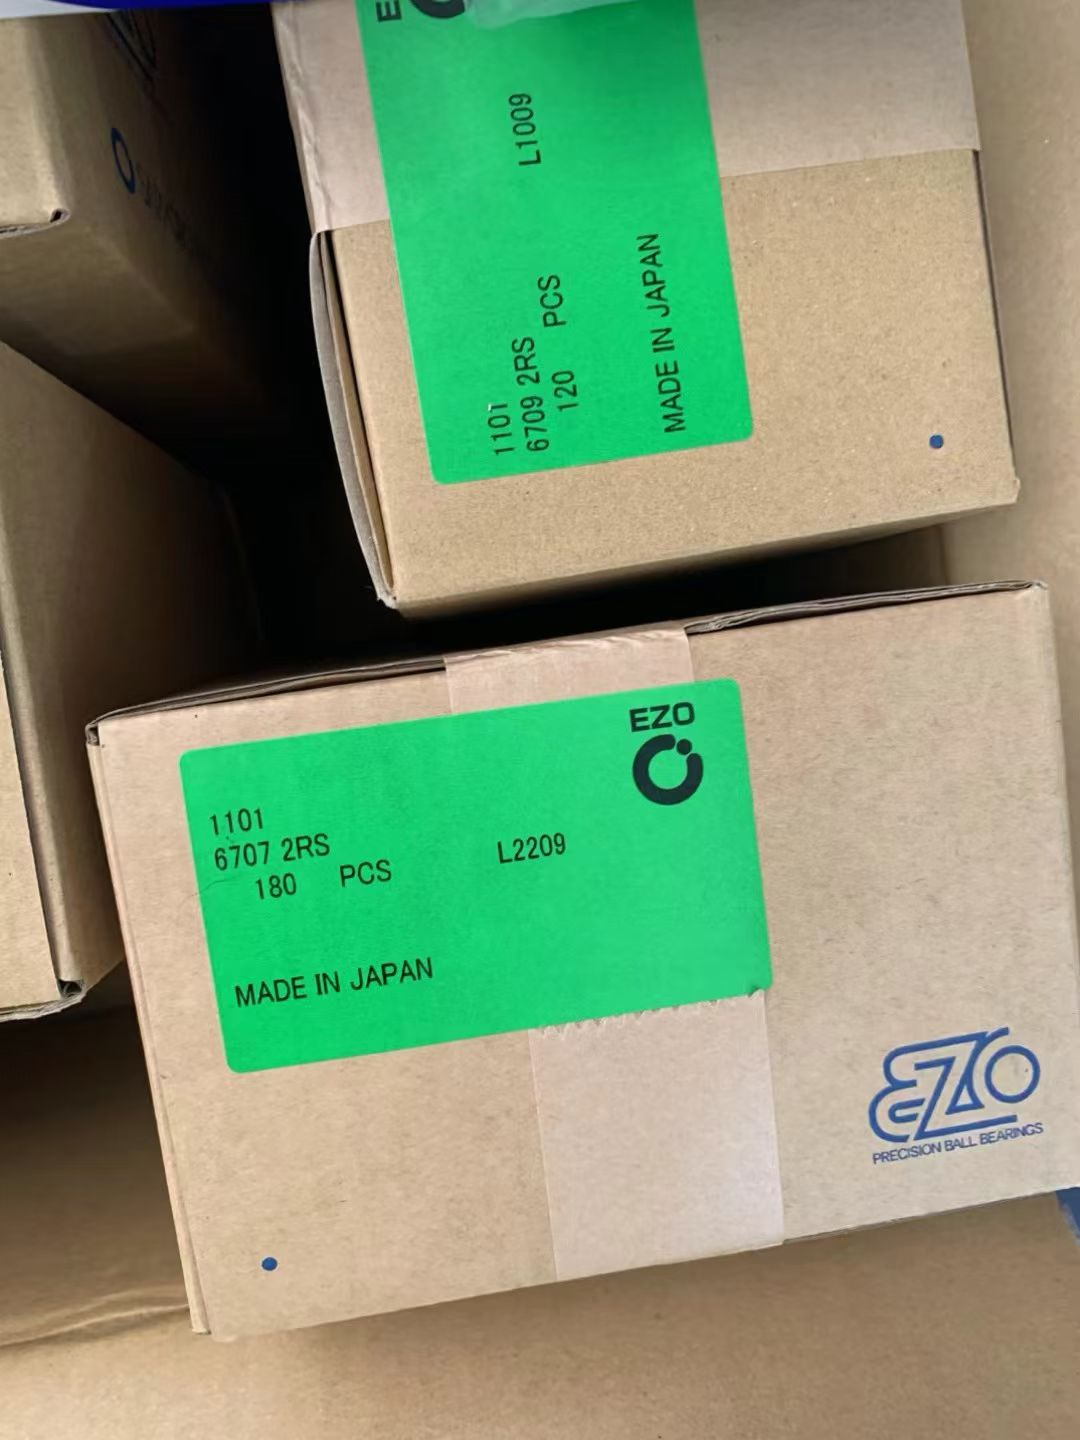 L1009
1101
6709 2RS
120 PCS
MADE IN JAPAN
EZO
1101
6707 2RS
180 PCS
L2209
MADE IN JAPAN
EZO
PRECISION BALL BEARINGS